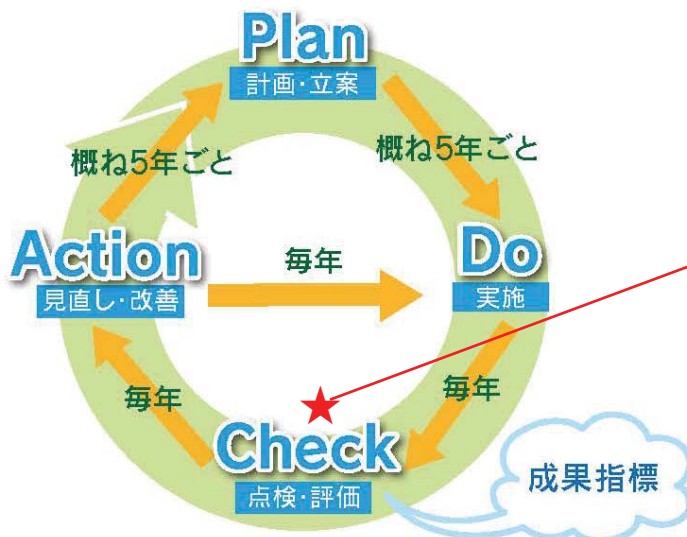 Plan
計画・立案
概ね5年ごと
概ね5年ごと
Action
見直し・改善
毎年
Do
実施
毎年
毎年
Check
点検・評価
成果指標